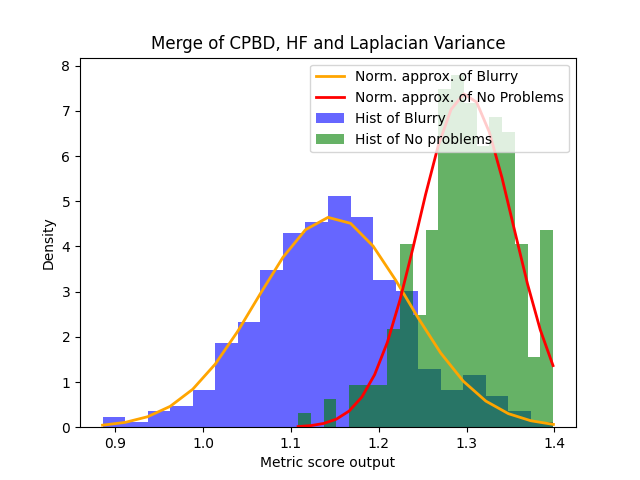 Merge of CPBD, HF and Laplacian Variance
Norm. approx. of Blurry
Norm. approx. of No Problems
Hist of Blurry
Hist of No problems
Density
8
7
6
5
4
3
2
1
0
0.9 1.0 1.1 1.2 1.3 1.4
Metric score output